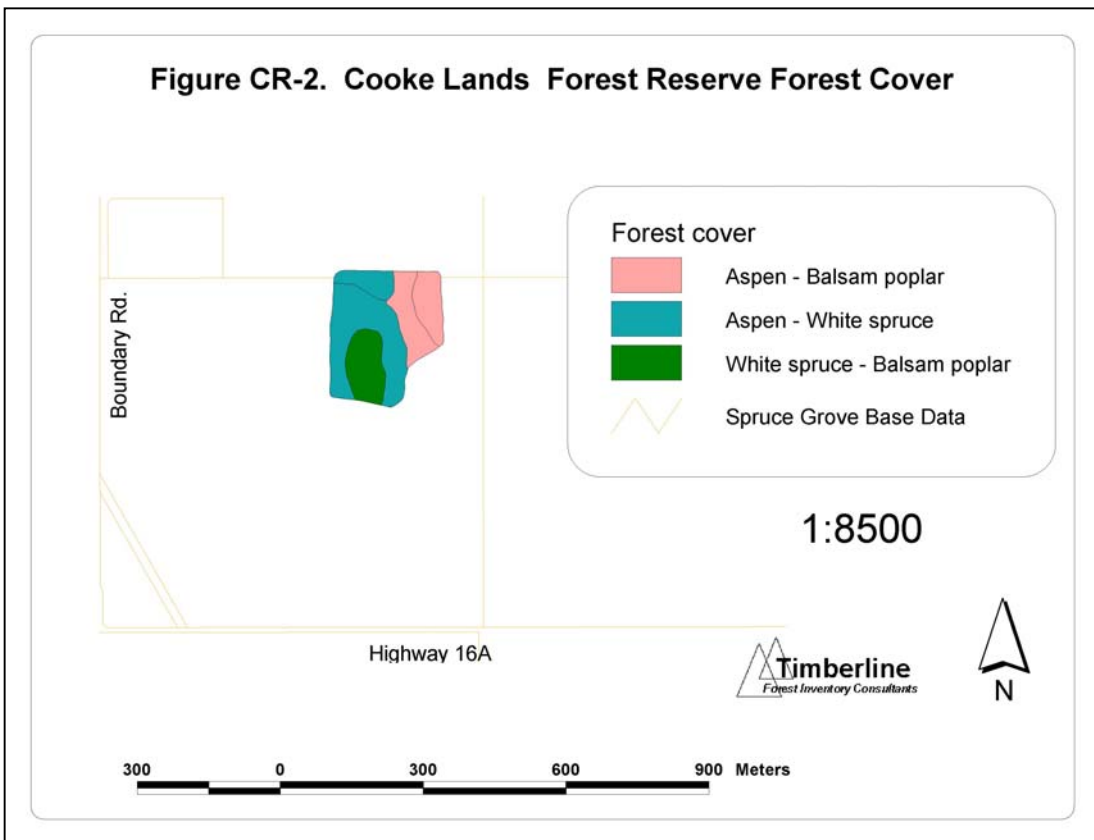 Figure CR-2.  Cooke Lands  Forest Reserve Forest Cover
Forest cover
Aspen - Balsam poplar
Aspen - White spruce
White spruce - Balsam poplar
Spruce Grove Base Data
Boundary Rd.
1:8500
Highway 16A
Timberline
Forest Inventory Consultants
N
300 0 300 600 900 Meters